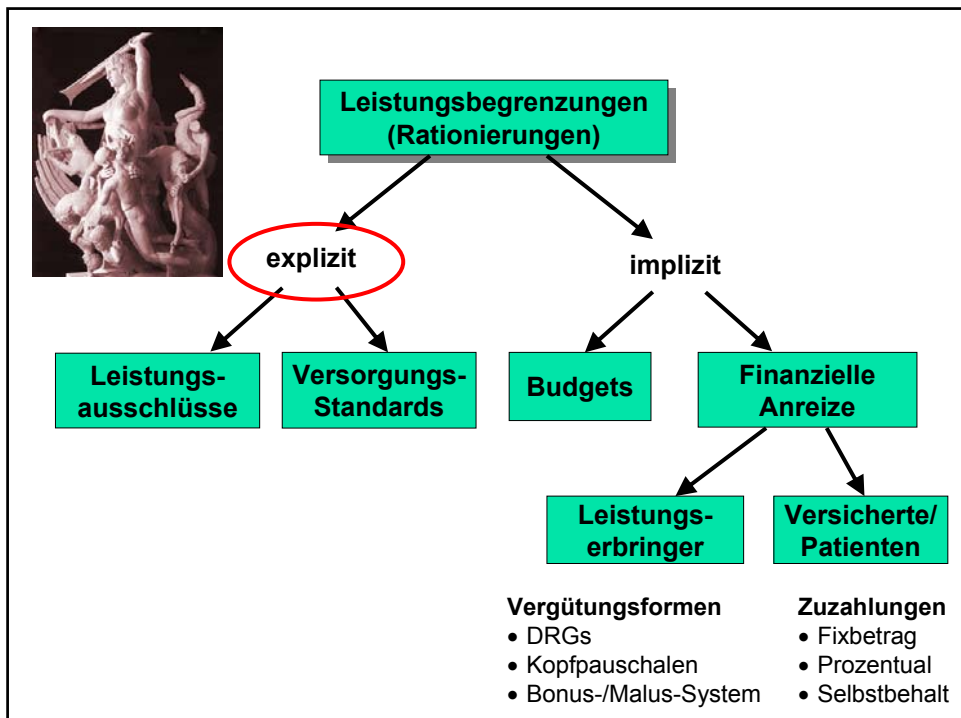 Leistungsbegrenzungen
(Rationierungen)
explizit
implizit
Leistungs-
ausschlüsse
Versorgungs-
Standards
Budgets
Finanzielle
Anreize
Leistungs-
erbringer
Versicherte/
Patienten
Vergütungsformen
• DRGs
• Kopfpauschalen
• Bonus-/Malus-System
Zuzahlungen
• Fixbetrag
• Prozentual
• Selbstbehalt